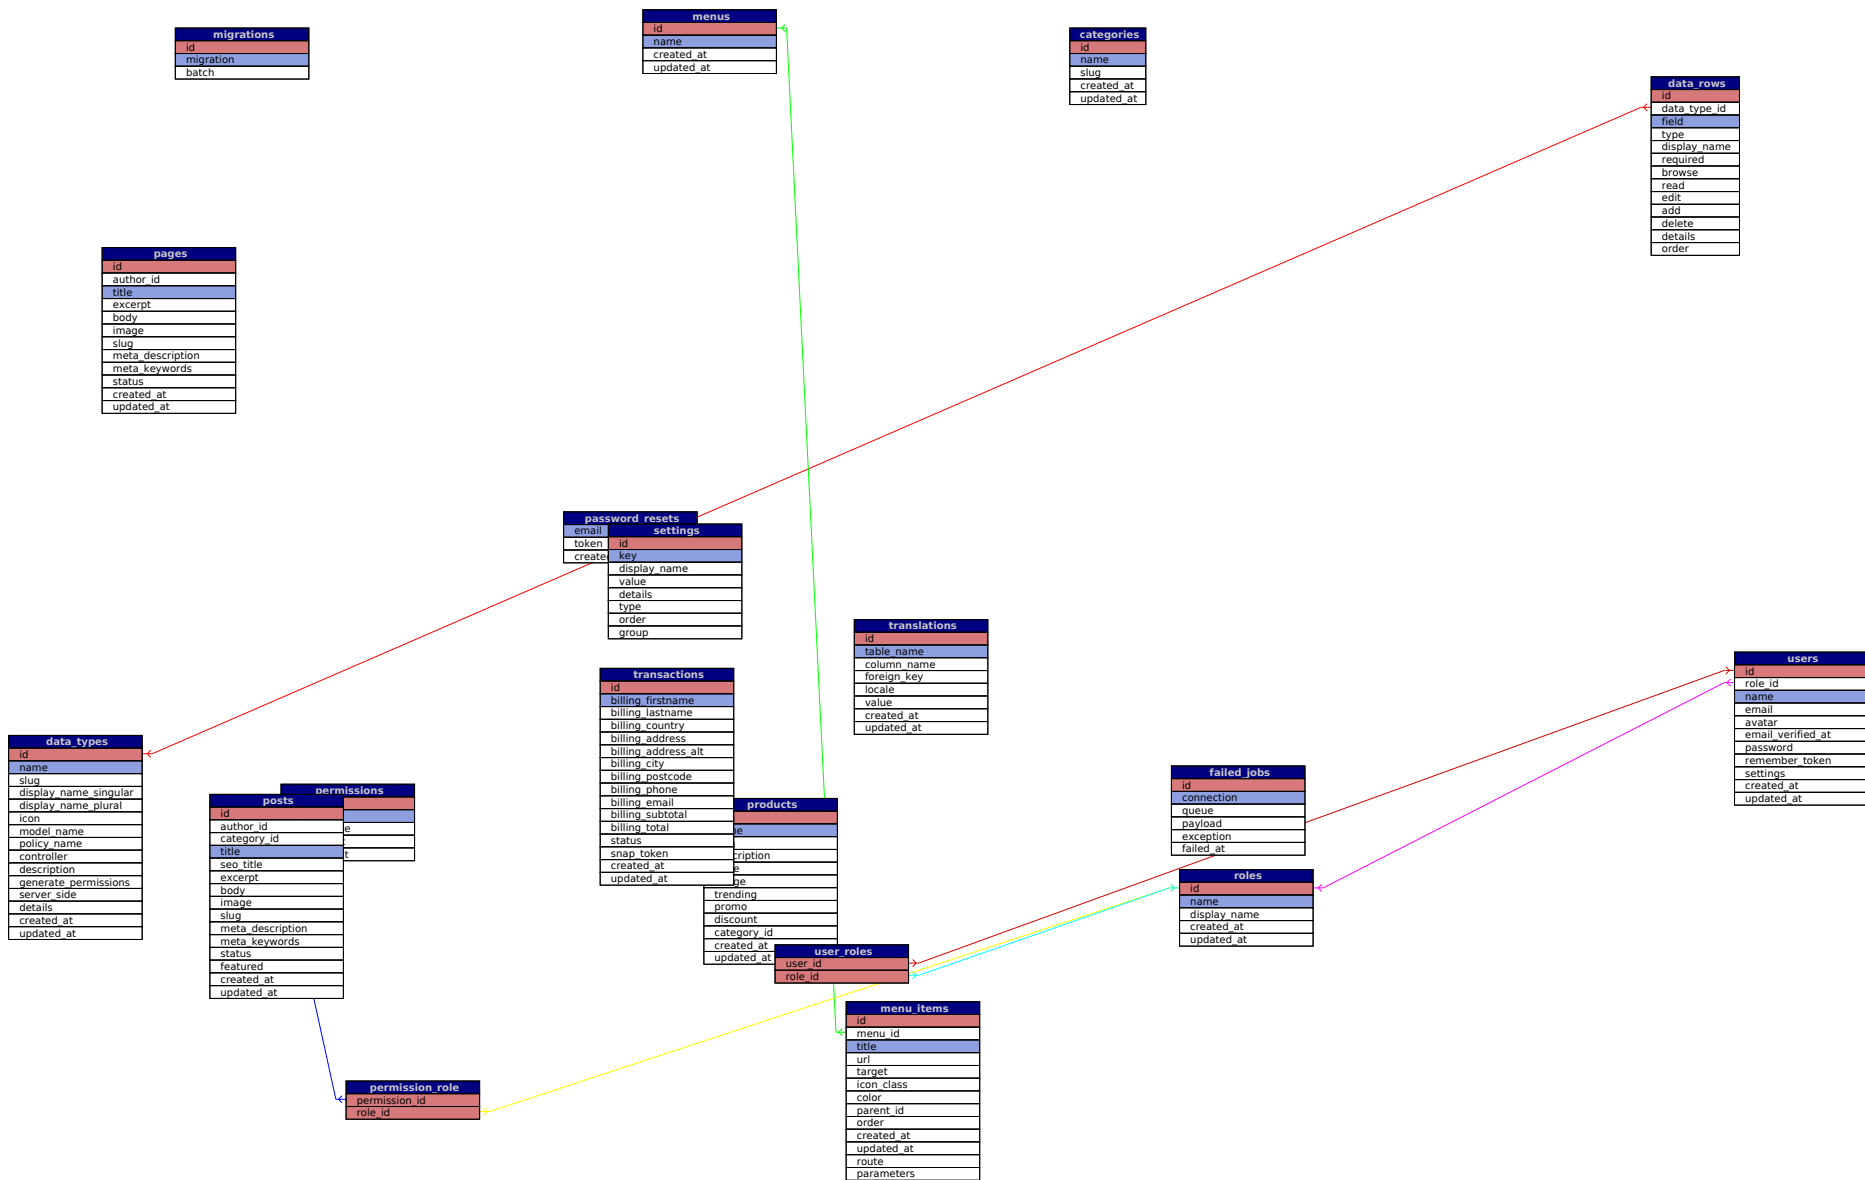 menus
id
name
created_at
updated_at
migrations
id
migration
batch
categories
id
name
slug
created_at
updated_at
data_rows
id
data_type_id
field
type
display_name
required
browse
read
edit
add
delete
details
order
pages
id
author_id
title
excerpt
body
image
slug
meta_description
meta_keywords
status
created_at
updated_at
password_resets
email
token
settings
id
key
display_name
value
details
type
order
group
translations
id
table_name
column_name
foreign_key
locale
value
created_at
updated_at
users
id
role_id
name
email
avatar
email_verified_at
password
remember_token
settings
created_at
updated_at
transactions
id
billing_firstname
billing_lastname
billing_country
billing_address
billing_address_alt
billing_city
billing_postcode
billing_phone
billing_email
billing_subtotal
billing_total
status
snap_token
created_at
updated_at
data_types
id
name
slug
display_name_singular
display_name_plural
icon
model_name
policy_name
controller
description
generate_permissions
server_side
details
created_at
updated_at
permissions
posts
id
author_id
category_id
title
seo_title
excerpt
body
image
slug
meta_description
meta_keywords
status
featured
created_at
updated_at
products
trending
promo
discount
category_id
created_at
updated_at
failed_jobs
id
connection
queue
payload
exception
failed_at
roles
id
name
display_name
created_at
updated_at
user_roles
user_id
role_id
menu_items
id
menu_id
title
url
target
icon_class
color
parent_id
order
created_at
updated_at
route
parameters
permission_role
permission_id
role_id